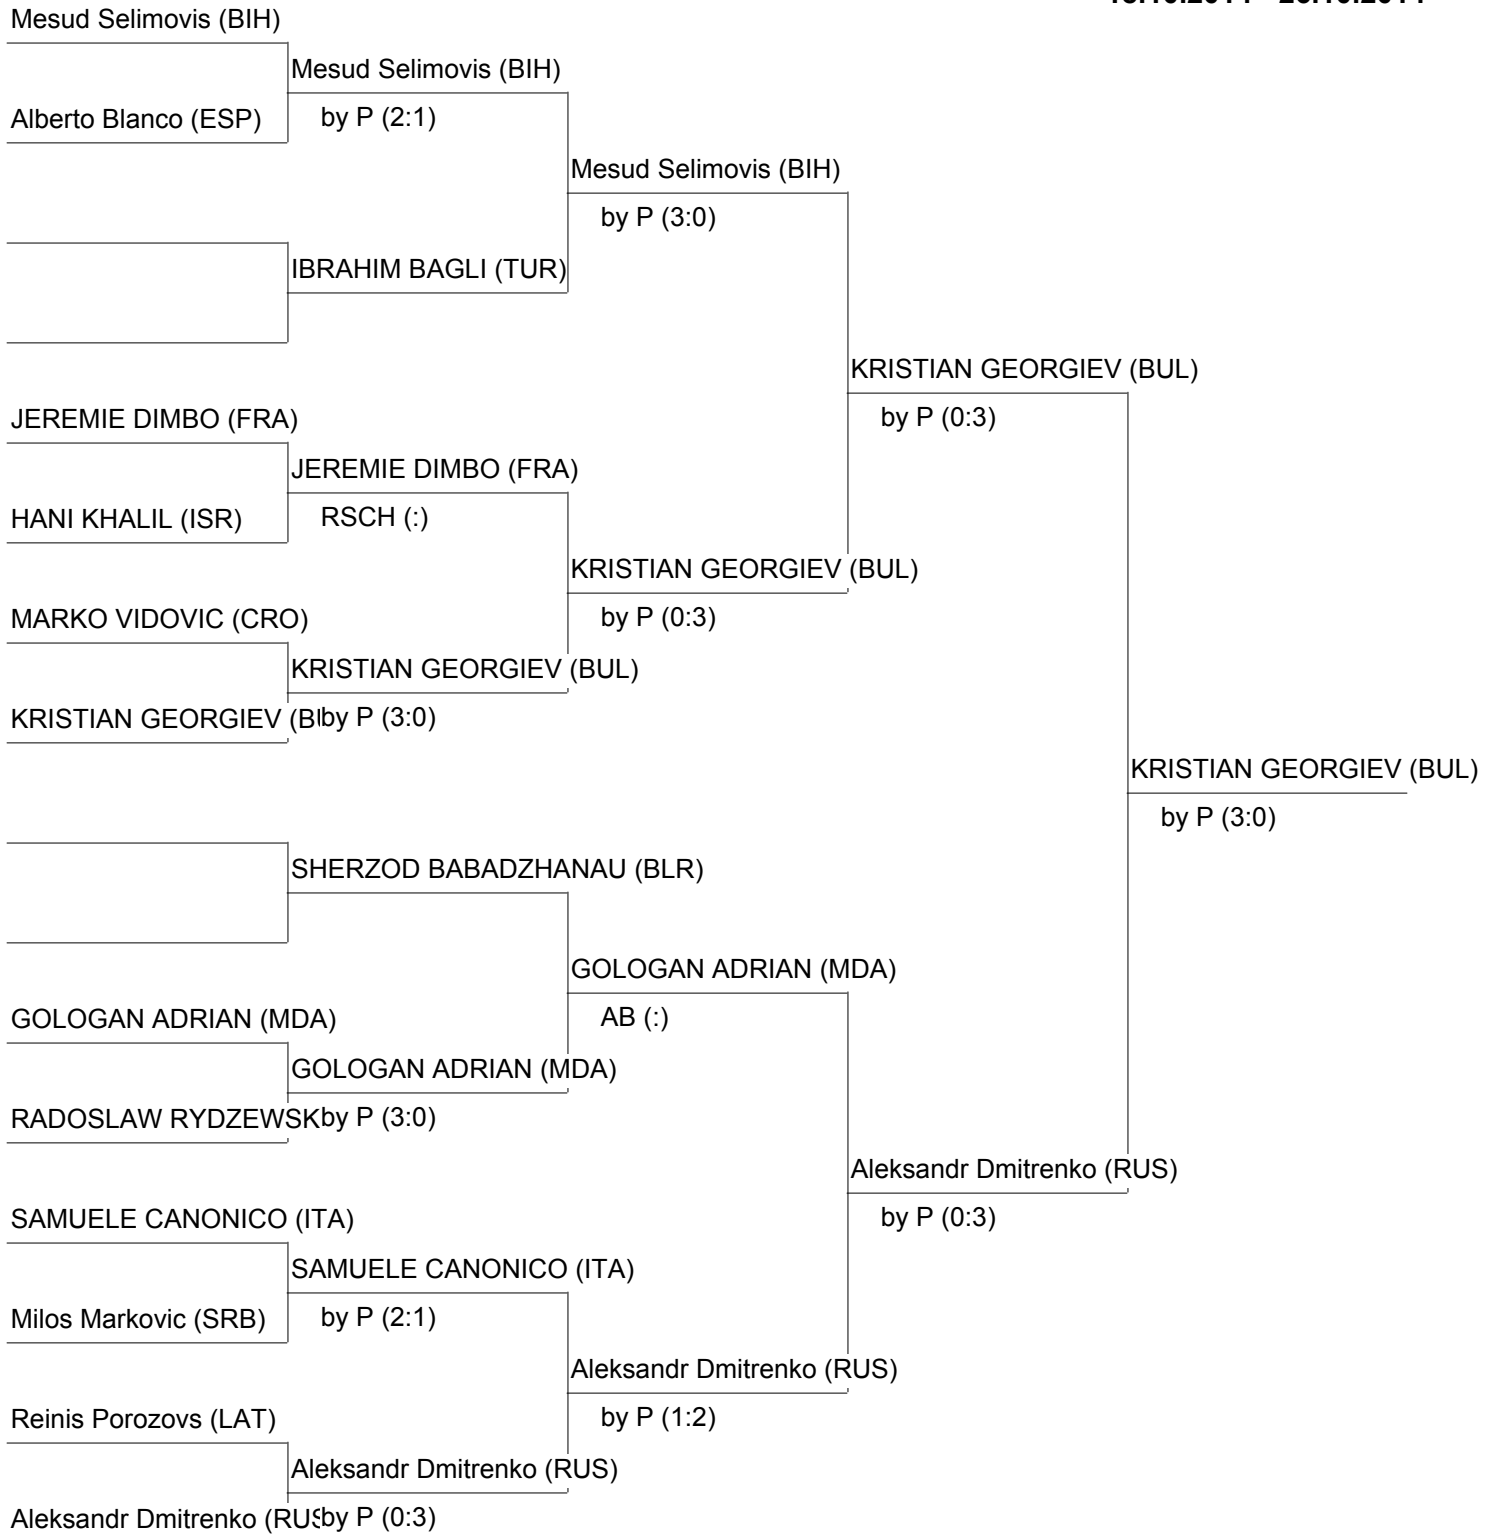 Mesud Selimovis (BIH)
Mesud Selimovis (BIH)
Alberto Blanco (ESP)
by P (2:1)
Mesud Selimovis (BIH)
by P (3:0)
IBRAHIM BAGLI (TUR)
KRISTIAN GEORGIEV (BUL)
by P (0:3)
JEREMIE DIMBO (FRA)
JEREMIE DIMBO (FRA)
HANI KHALIL (ISR)
RSCH (:)
KRISTIAN GEORGIEV (BUL)
by P (0:3)
MARKO VIDOVIC (CRO)
KRISTIAN GEORGIEV (BUL)
KRISTIAN GEORGIEV
by P (3:0)
KRISTIAN GEORGIEV (BUL)
by P (3:0)
SHERZOD BABADZHANAU (BLR)
GOLOGAN ADRIAN (MDA)
AB (:)
GOLOGAN ADRIAN (MDA)
GOLOGAN ADRIAN (MDA)
RADOSLAW RYDZEWSK
by P (3:0)
Aleksandr Dmitrenko (RUS)
by P (0:3)
SAMUELE CANONICO (ITA)
SAMUELE CANONICO (ITA)
Milos Markovic (SRB)
by P (2:1)
Aleksandr Dmitrenko (RUS)
by P (1:2)
Reinis Porozovs (LAT)
Aleksandr Dmitrenko (RUS)
Aleksandr Dmitrenko (RUS
by P (0:3)